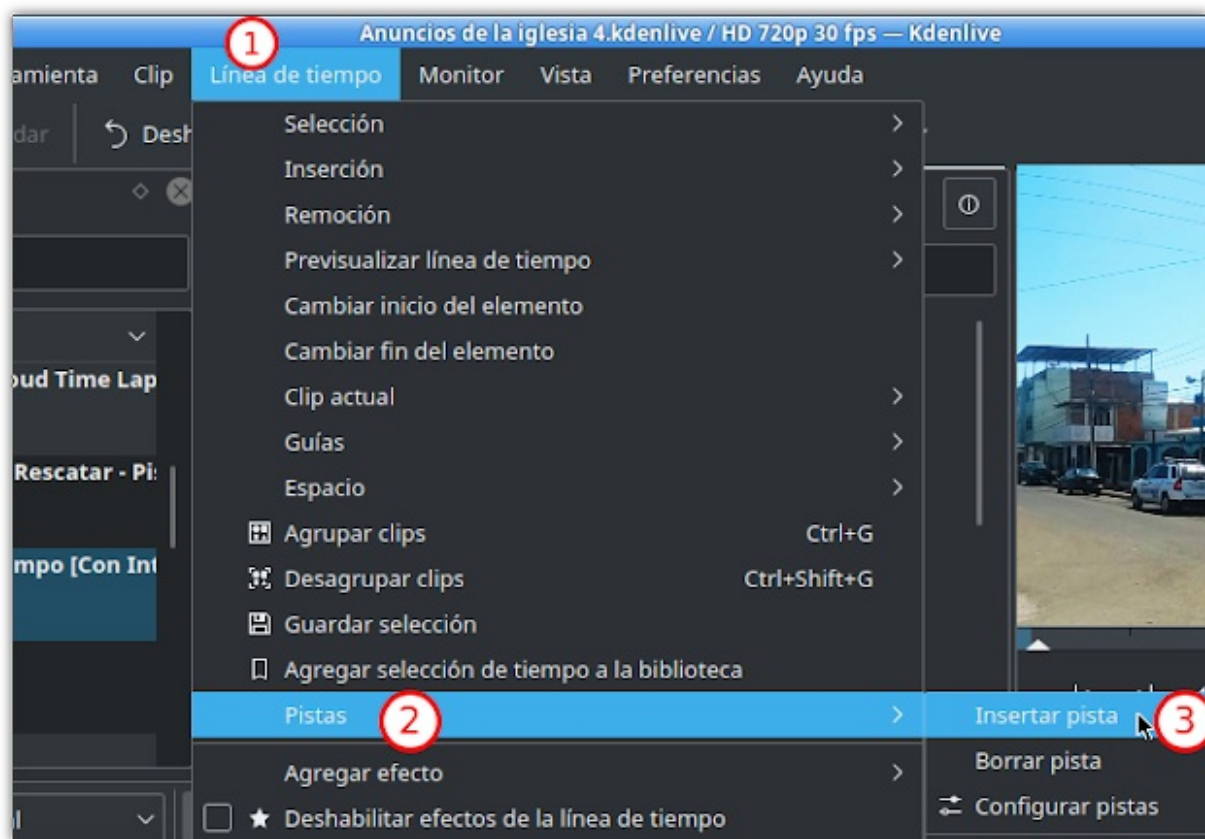 Anuncios de la iglesia 4.kdenlive / HD 720p 30 fps — Kdenlive
1
amienta Clip Línea de tiempo Monitor Vista Preferencias Ayuda
dar Desh
Selección
Inserción
Remoción
Previsualizar línea de tiempo
Cambiar inicio del elemento
Cambiar fin del elemento
oud Time Lap
Clip actual
Guías
Rescatar - Pis
Espacio
Agrupar clips Ctrl+G
mpo [Con Int
Desagrupar clips Ctrl+Shift+G
Guardar selección
Agregar selección de tiempo a la biblioteca
Pistas 2 Insertar pista 3
Borrar pista
Agregar efecto
Configurar pistas
Deshabilitar efectos de la línea de tiempo